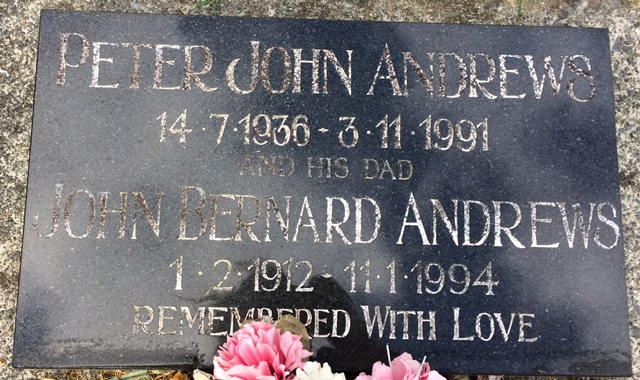 Peter John Andrews
14·7·1936 - 3·11·1991
AND HIS DAD
John Bernard Andrews
1·2·1912 - 11·1·1994
Remembered With Love